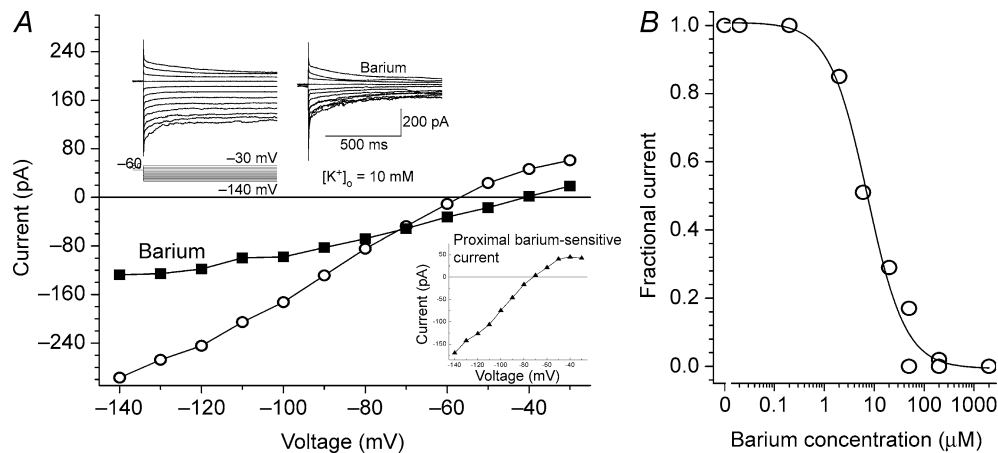 A
240
160
80
0
–80
–160
–240
Current (pA)
–140
–120
–100
–80
–60
–40
Voltage (mV)
Barium
200 pA
500 ms
–60
–30 mV
–140 mV
[K+]o = 10 mM
Barium
Proximal barium-sensitive
current
50
0
-50
-100
-150
Current (pA)
-140
-120
-100
-80
-60
-40
Voltage (mV)
B
1.0
0.8
0.6
0.4
0.2
0.0
Fractional current
0
0.1
1
10
100
1000
Barium concentration (μM)